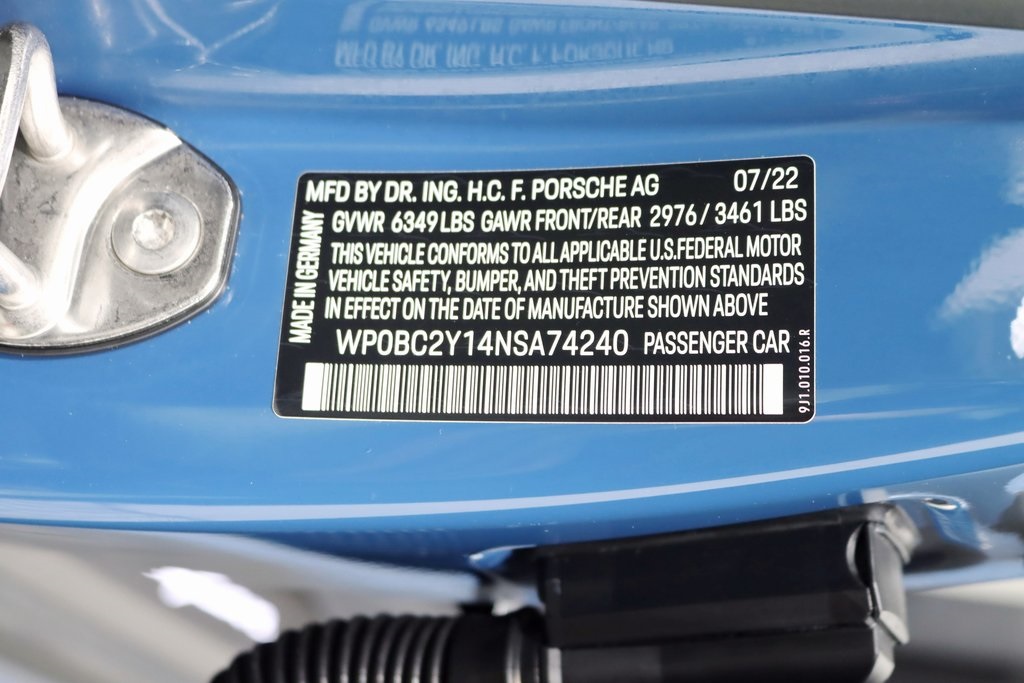 MFD BY DR. ING. H.C. F. PORSCHE AG 07/22
GVWR 6349 LBS GAWR FRONT/REAR 2976 / 3461 LBS
THIS VEHICLE CONFORMS TO ALL APPLICABLE U.S. FEDERAL MOTOR
VEHICLE SAFETY, BUMPER, AND THEFT PREVENTION STANDARDS
IN EFFECT ON THE DATE OF MANUFACTURE SHOWN ABOVE
WP0BC2Y14NSA74240 PASSENGER CAR
MADE IN GERMANY
9J1.010.016.R